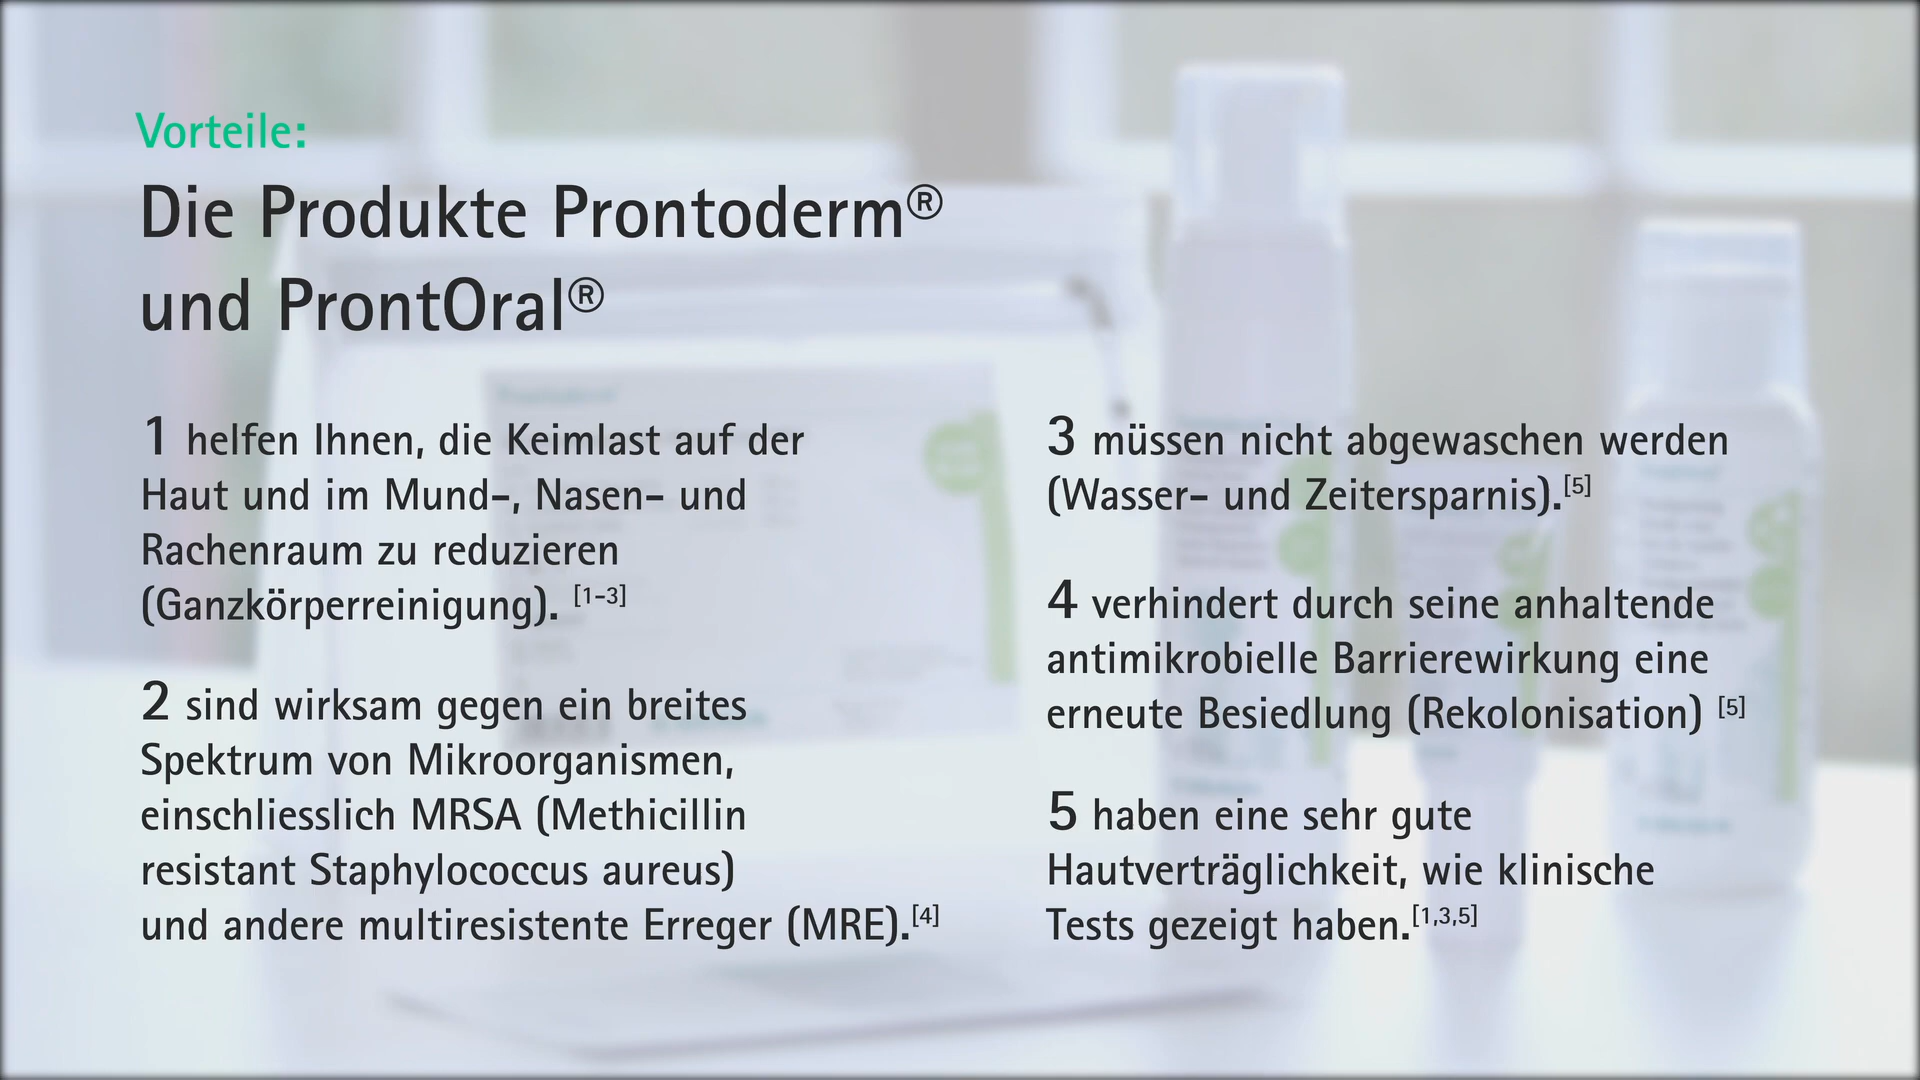 Vorteile:
Die Produkte Prontoderm®
und ProntOral®
1 helfen Ihnen, die Keimlast auf der
Haut und im Mund-, Nasen- und
Rachenraum zu reduzieren
(Ganzkörperreinigung). [1-3]
2 sind wirksam gegen ein breites
Spektrum von Mikroorganismen,
einschliesslich MRSA (Methicillin
resistant Staphylococcus aureus)
und andere multiresistente Erreger (MRE).[4]
3 müssen nicht abgewaschen werden
(Wasser- und Zeitersparnis).[5]
4 verhindert durch seine anhaltende
antimikrobielle Barrierewirkung eine
erneute Besiedlung (Rekolonisation) [5]
5 haben eine sehr gute
Hautverträglichkeit, wie klinische
Tests gezeigt haben.[1,3,5]